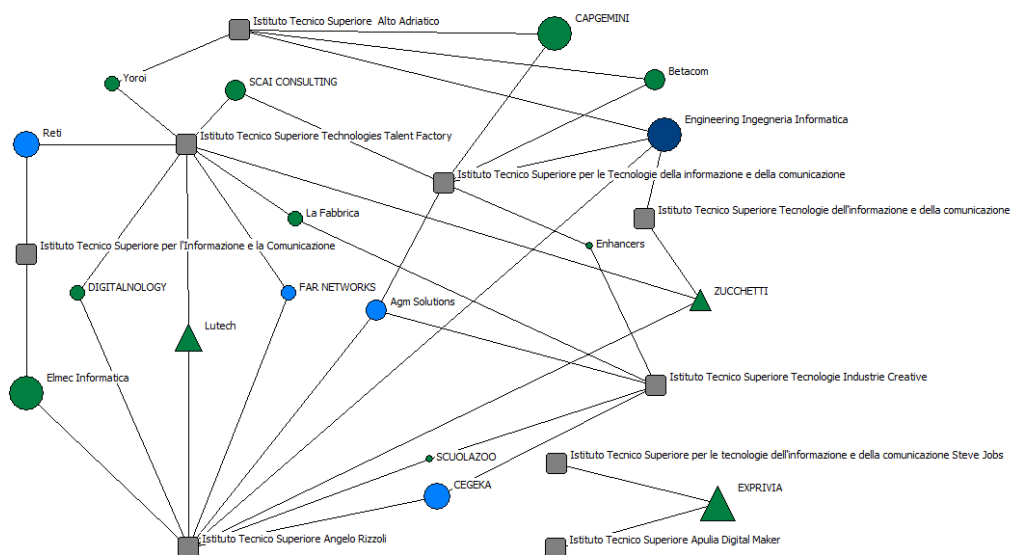 CAPGEMINI
Istituto Tecnico Superiore  Alto Adriatico
Betacom
Yoroi
SCAI CONSULTING
Engineering Ingegneria Informatica
Reti
Istituto Tecnico Superiore Technologies Talent Factory
Istituto Tecnico Superiore per le Tecnologie della informazione e della comunicazione
Istituto Tecnico Superiore Tecnologie dell'informazione e della comunicazione
La Fabbrica
Istituto Tecnico Superiore per l'Informazione e la Comunicazione
Enhancers
DIGITALNOLOGY
FAR NETWORKS
ZUCCHETTI
Agm Solutions
Lutech
Elmec Informatica
Istituto Tecnico Superiore Tecnologie Industrie Creative
SCUOLAZOO
Istituto Tecnico Superiore per le tecnologie dell'informazione e della comunicazione Steve Jobs
CEGEKA
EXPRIVIA
Istituto Tecnico Superiore Angelo Rizzoli
Istituto Tecnico Superiore Apulia Digital Maker